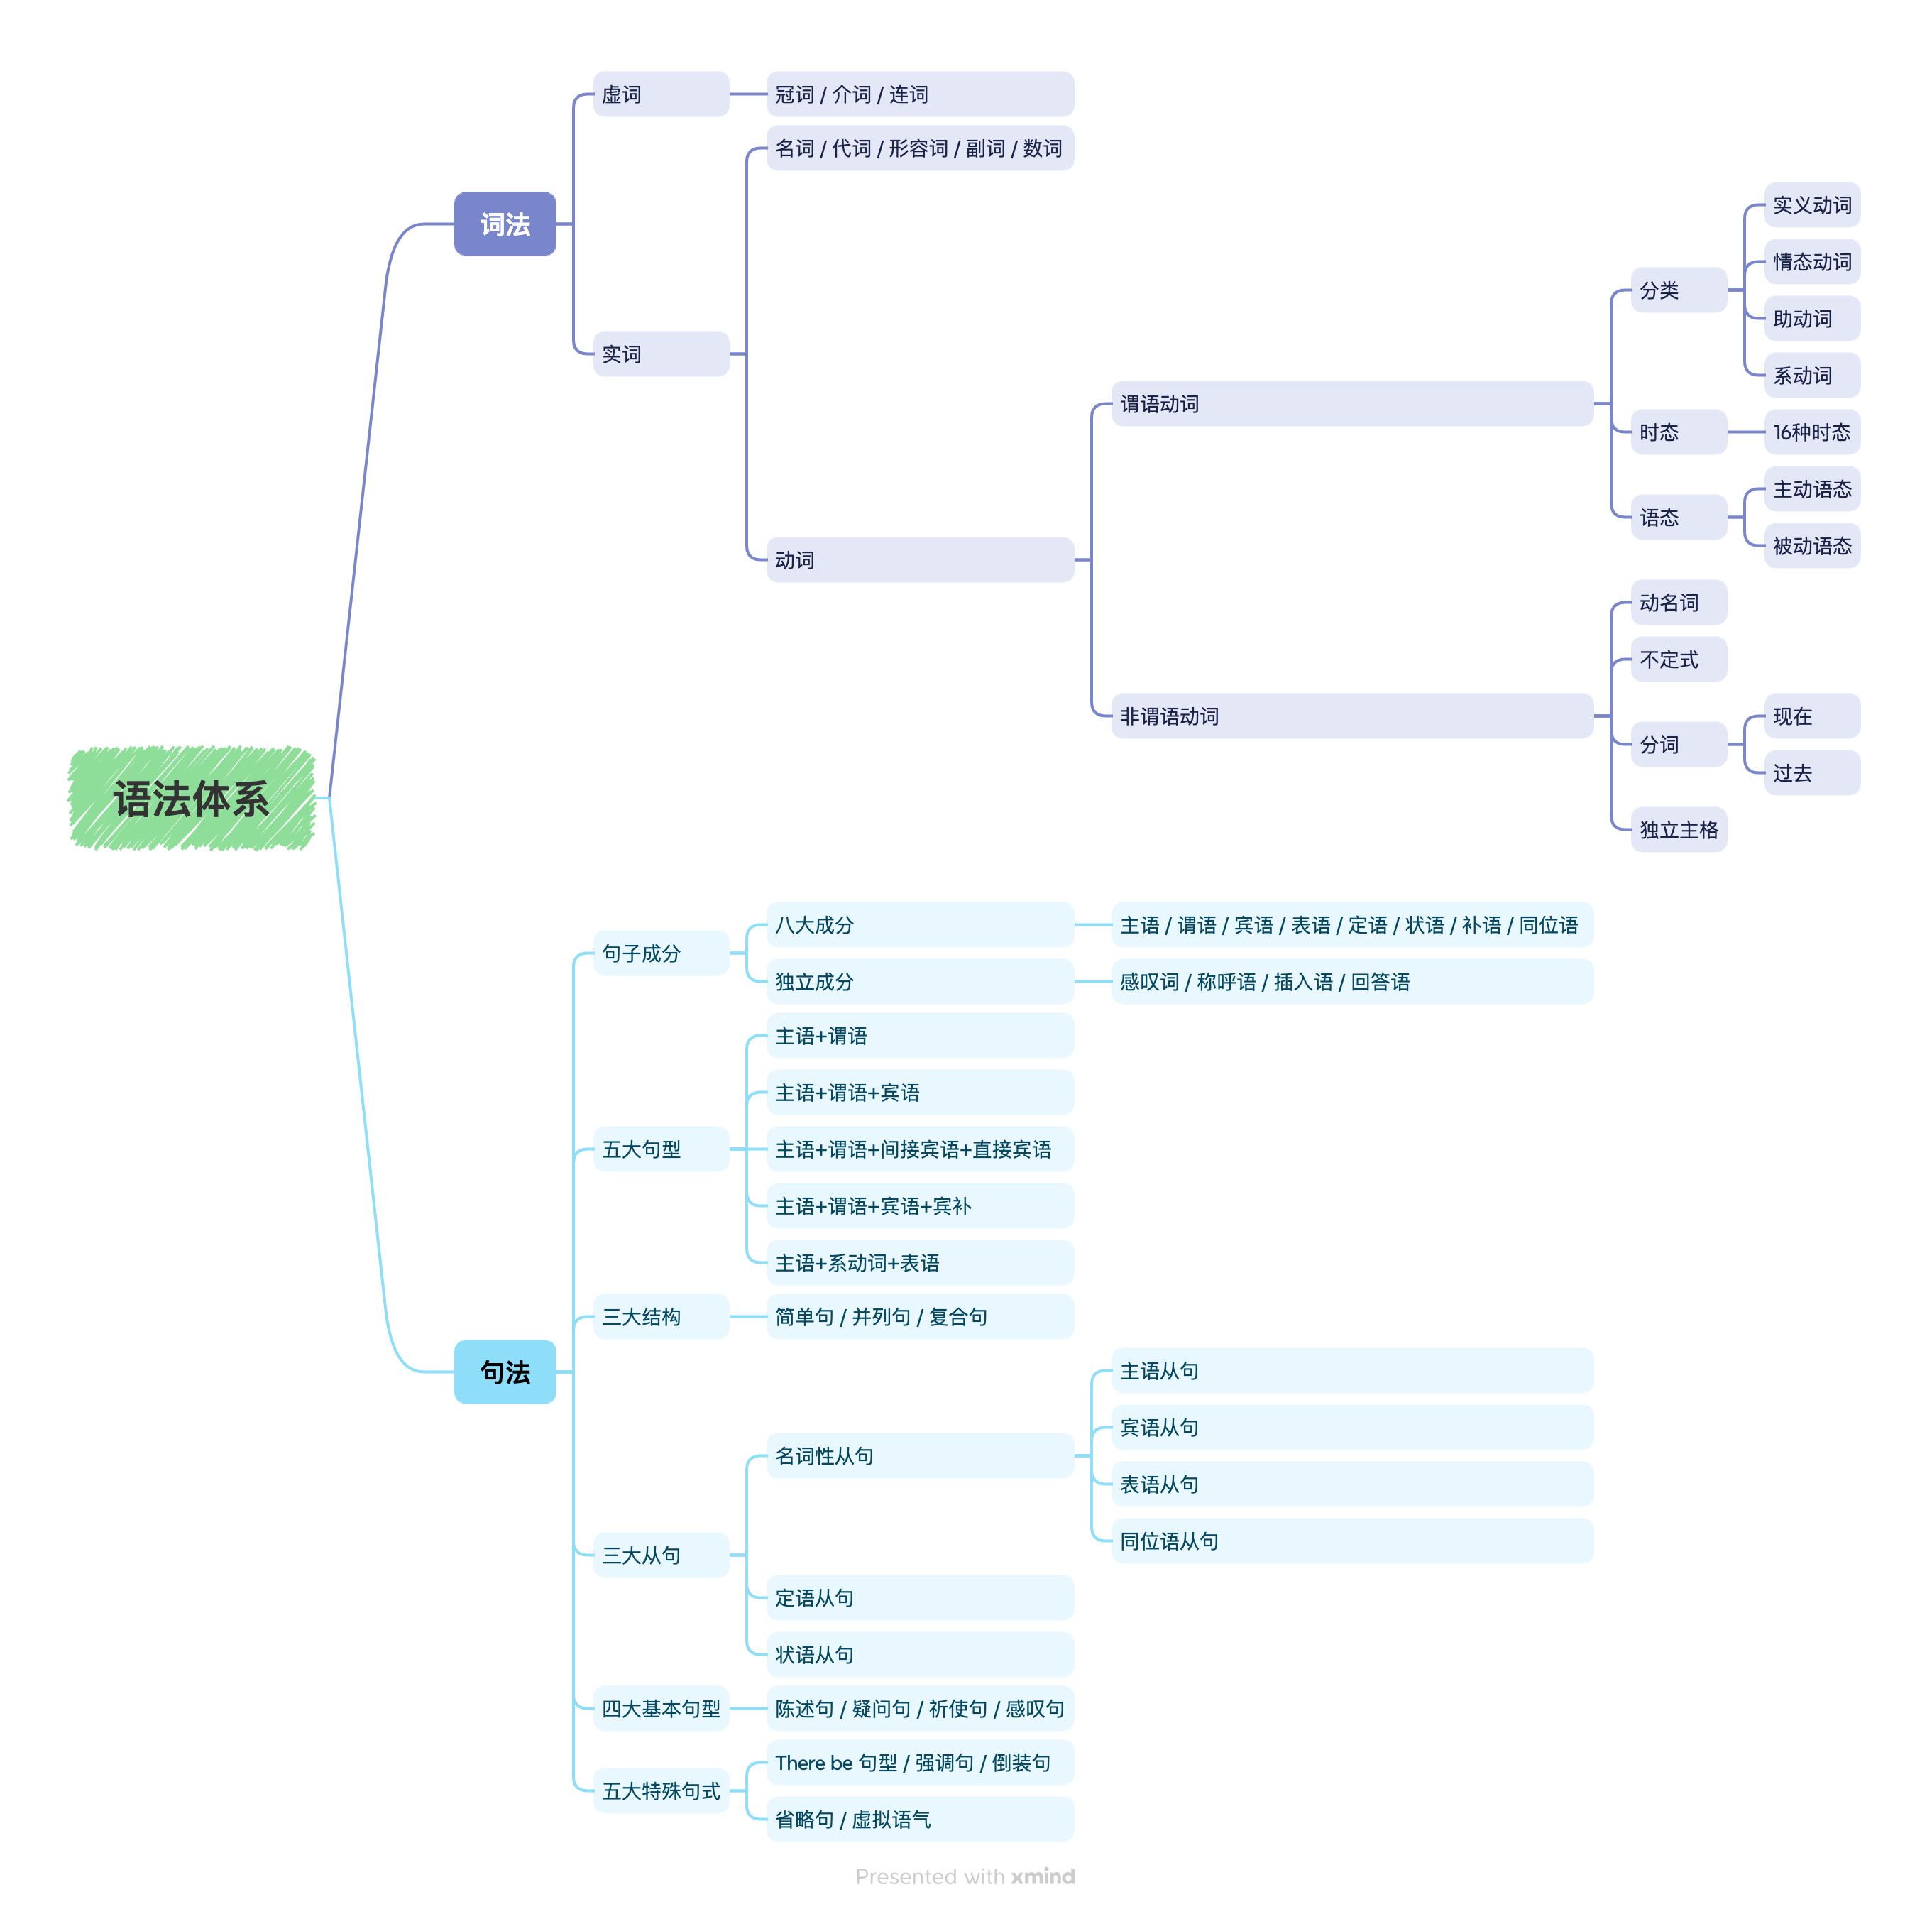 语法体系
词法
虚词
冠词 / 介词 / 连词
实词
名词 / 代词 / 形容词 / 副词 / 数词
动词
谓语动词
分类
实义动词
情态动词
助动词
系动词
时态
16种时态
语态
主动语态
被动语态
非谓语动词
动名词
不定式
分词
现在
过去
独立主格
句法
句子成分
八大成分
主语 / 谓语 / 宾语 / 表语 / 定语 / 状语 / 补语 / 同位语
独立成分
感叹词 / 称呼语 / 插入语 / 回答语
五大句型
主语+谓语
主语+谓语+宾语
主语+谓语+间接宾语+直接宾语
主语+谓语+宾语+宾补
主语+系动词+表语
三大结构
简单句 / 并列句 / 复合句
三大从句
名词性从句
主语从句
宾语从句
表语从句
同位语从句
定语从句
状语从句
四大基本句型
陈述句 / 疑问句 / 祈使句 / 感叹句
五大特殊句式
There be 句型 / 强调句 / 倒装句
省略句 / 虚拟语气
Presented with xmind